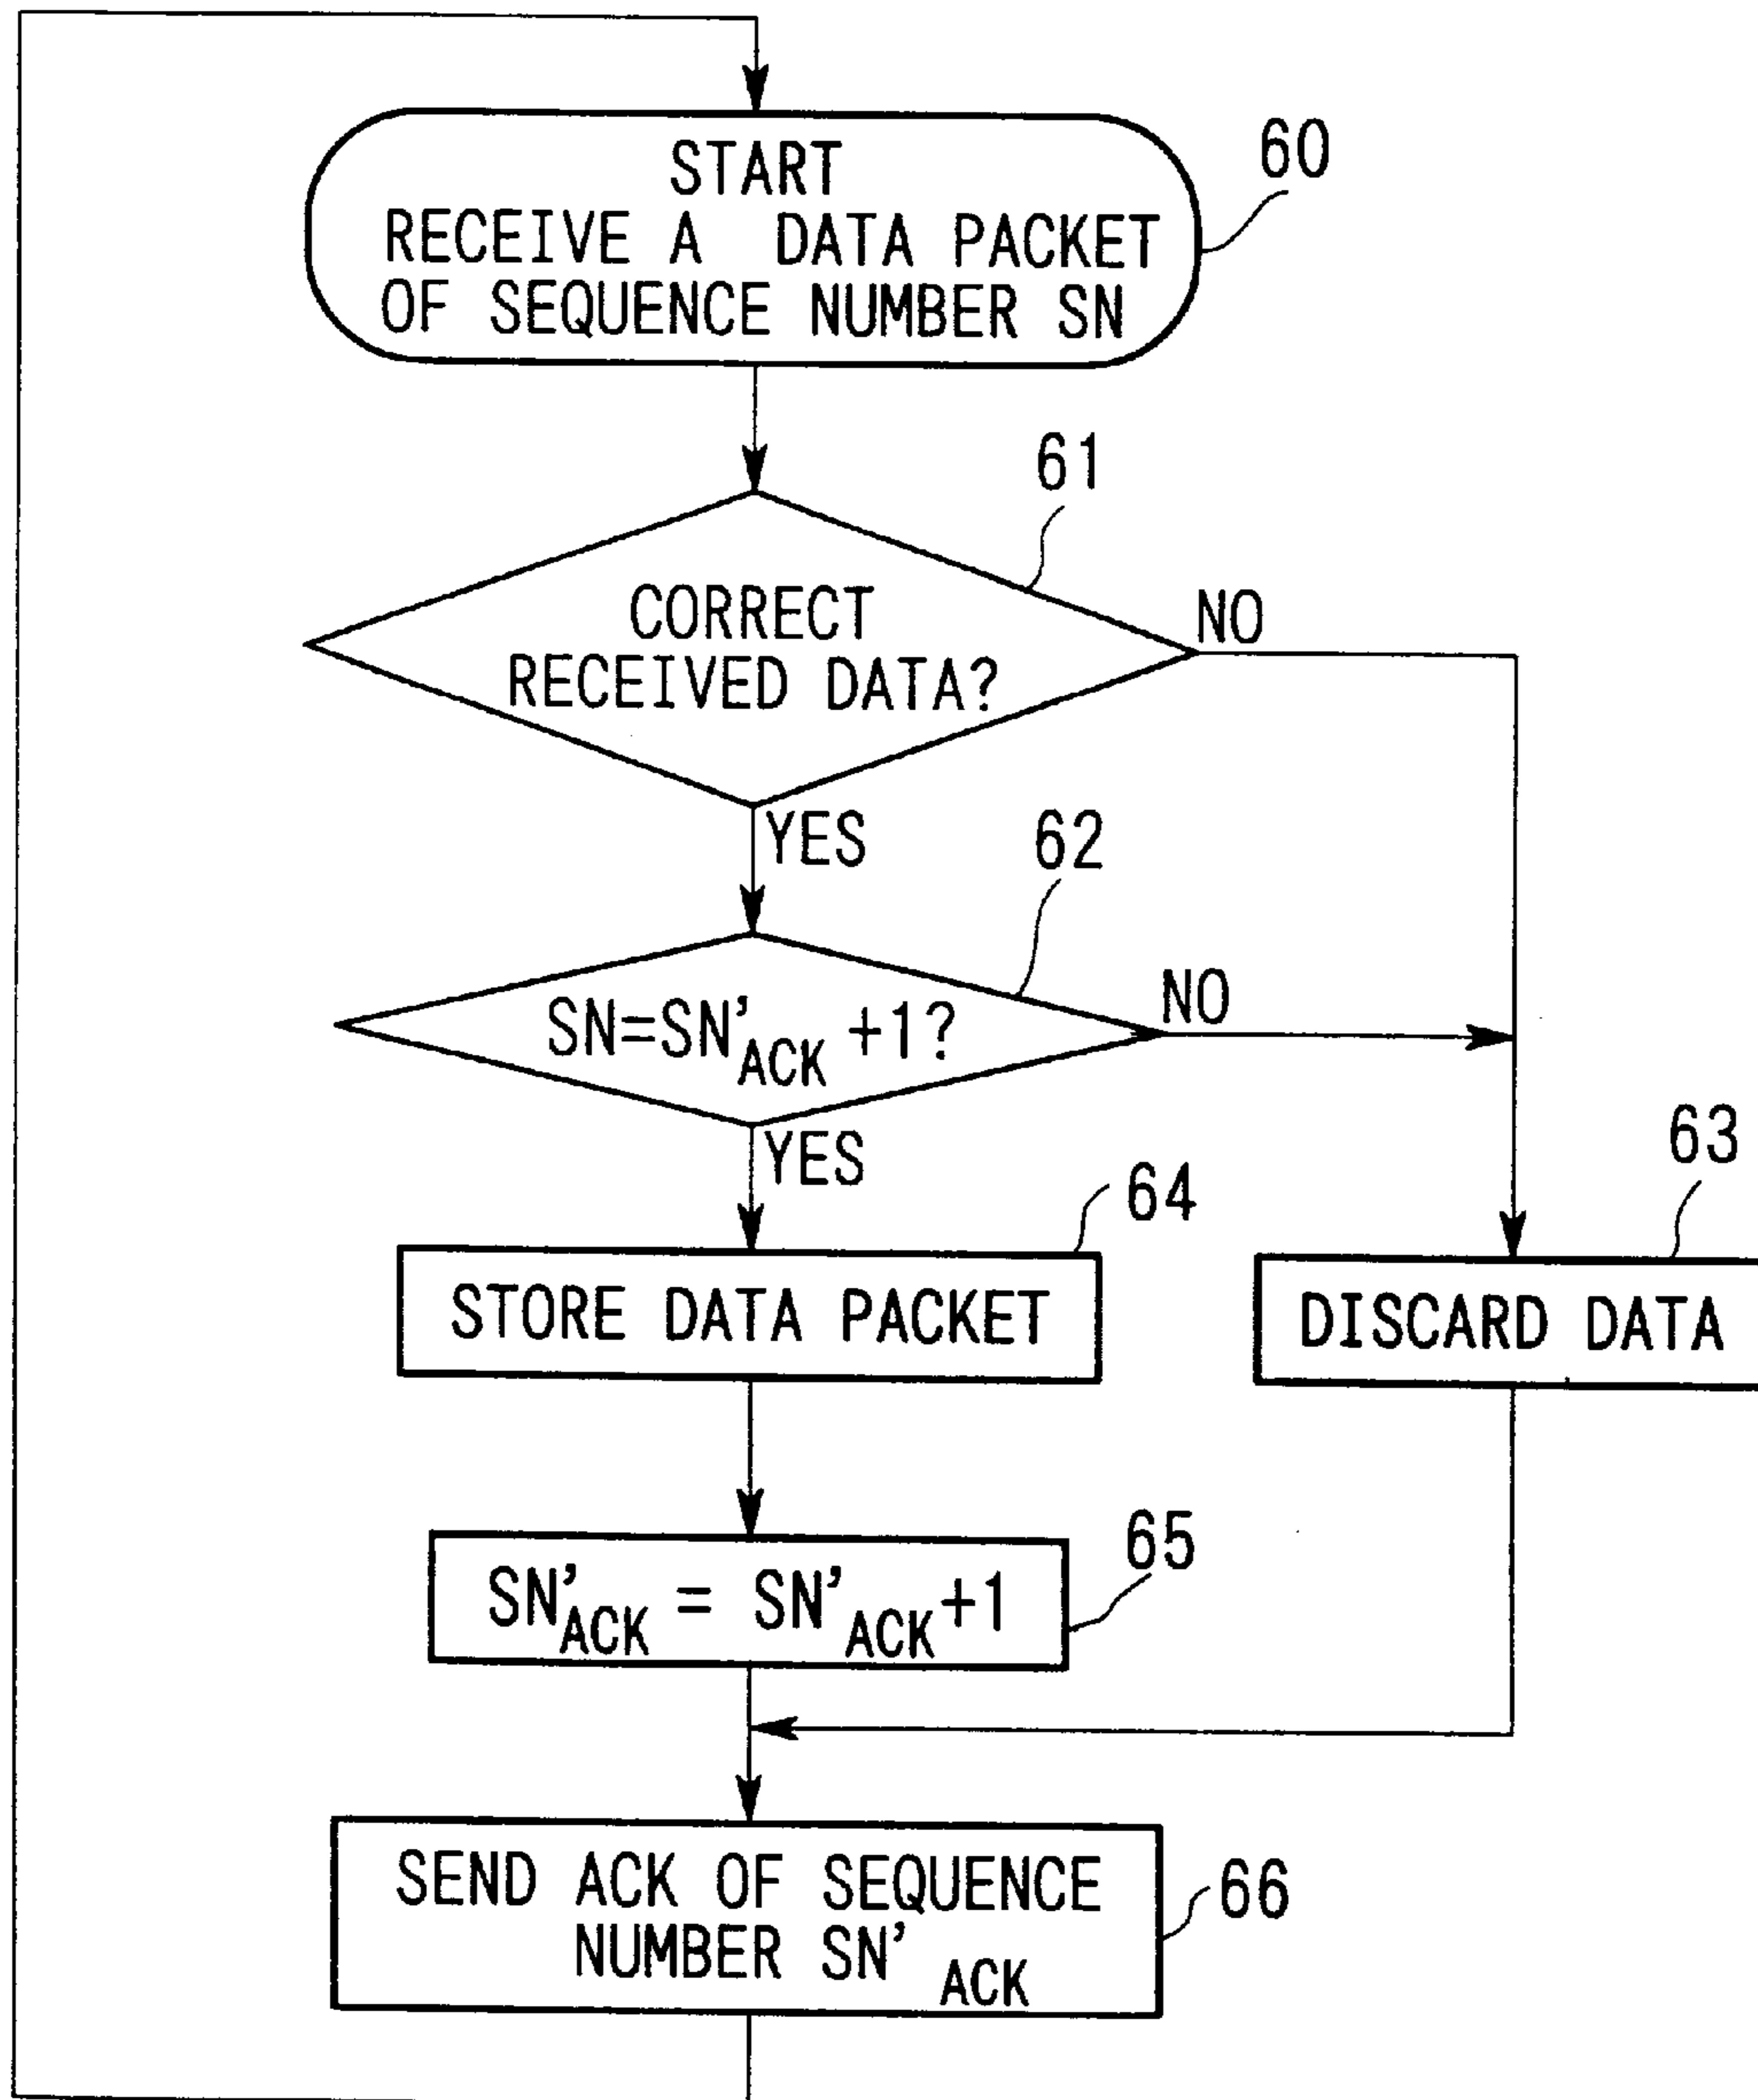 START
RECEIVE A DATA PACKET
OF SEQUENCE NUMBER SN
60
61
CORRECT
RECEIVED DATA?
NO
YES
62
SN=SN'ACK +1?
NO
YES
63
64
STORE DATA PACKET
DISCARD DATA
65
SN'ACK = SN'ACK+1
SEND ACK OF SEQUENCE
NUMBER SN' ACK
66